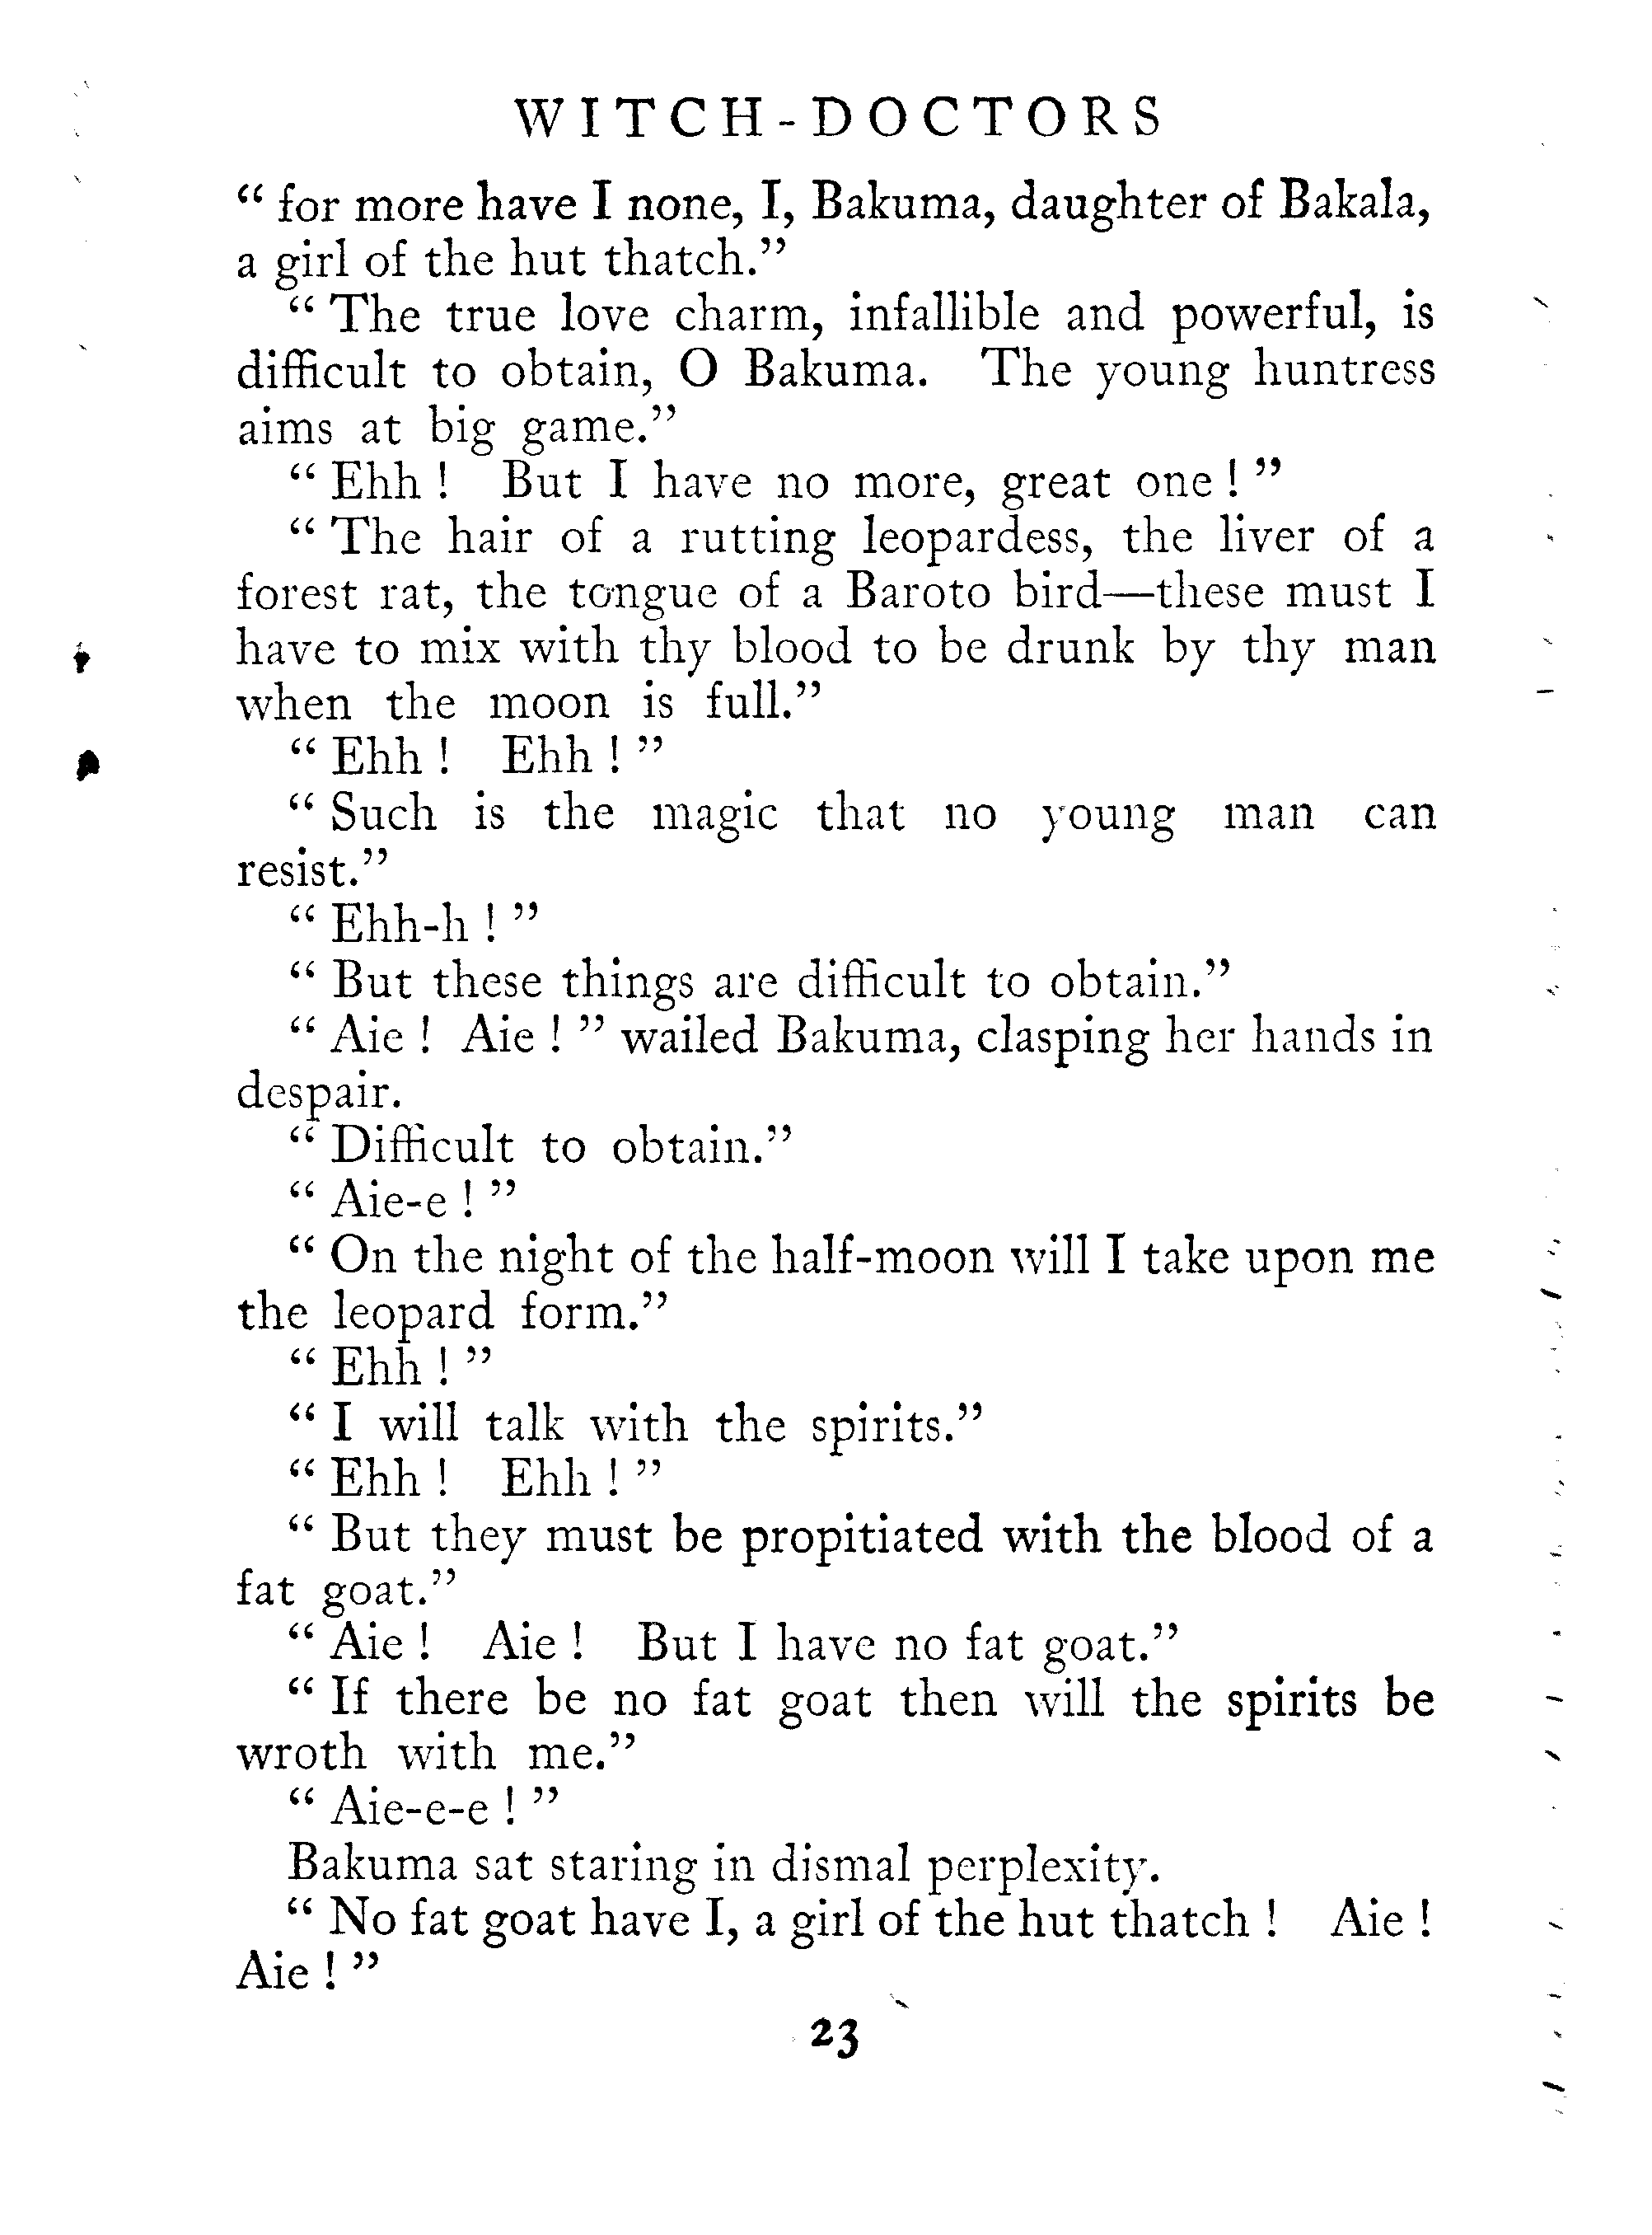 WITCH-DOCTORS
“ for more have I none, I, Bakuma, daughter of Bakala,
a girl of the hut thatch.”
“ The true love charm, infallible and powerful, is
difficult to obtain, O Bakuma. The young huntress
aims at big game.”
“ Ehh ! But I have no more, great one ! ”
“ The hair of a rutting leopardess, the liver of a
forest rat, the tongue of a Baroto bird—these must I
have to mix with thy blood to be drunk by thy man
when the moon is full.”
“ Ehh ! Ehh ! ”
“ Such is the magic that no young man can
resist.”
“ Ehh-h ! ”
“ But these things are difficult to obtain.”
“ Aie ! Aie ! ” wailed Bakuma, clasping her hands in
despair.
“ Difficult to obtain.”
“ Aie-e ! ”
“ On the night of the half-moon will I take upon me
the leopard form.”
“ Ehh ! ”
“ I will talk with the spirits.”
“ Ehh ! Ehh ! ”
“ But they must be propitiated with the blood of a
fat goat.”
“ Aie ! Aie ! But I have no fat goat.”
“ If there be no fat goat then will the spirits be
wroth with me.”
“ Aie-e-e ! ”
Bakuma sat staring in dismal perplexity.
“ No fat goat have I, a girl of the hut thatch ! Aie !
Aie ! ”
23